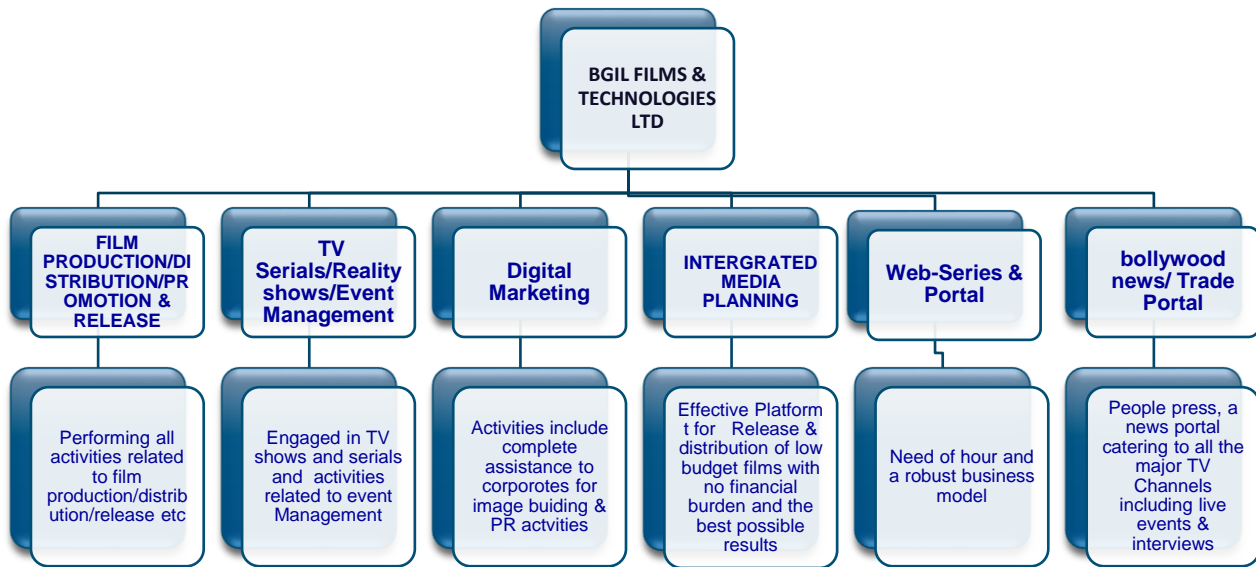 BGIL FILMS &
TECHNOLOGIES
LTD
FILM
PRODUCTION/DI
STRIBUTION/PR
OMOTION &
RELEASE
TV
Serials/Reality
shows/Event
Management
Digital
Marketing
INTERGRATED
MEDIA
PLANNING
Web-Series &
Portal
bollywood
news/ Trade
Portal
Performing all
activities related
to film
production/distrib
ution/release etc
Engaged in TV
shows and serials
and activities
related to event
Management
Activities include
complete
assistance to
corporotes for
image buiding &
PR actvities
Effective Platform
t for Release &
distribution of low
budget films with
no financial
burden and the
best possible
results
Need of hour and
a robust business
model
People press, a
news portal
catering to all the
major TV
Channels
including live
events &
interviews